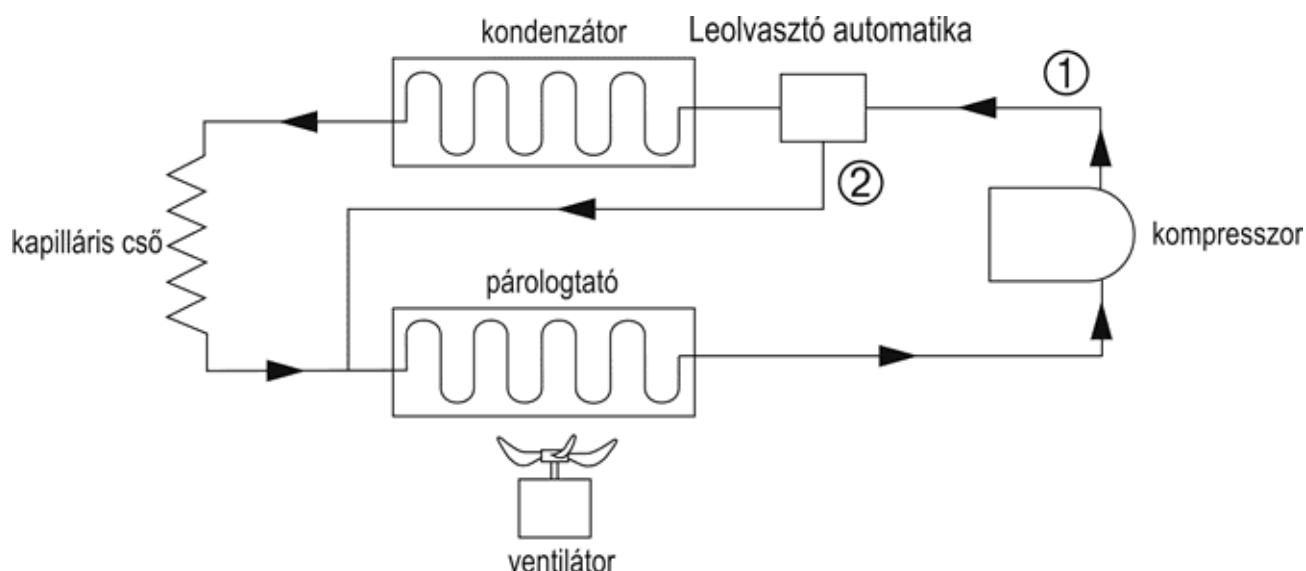 kondenzátor
Leolvasztó automatika
①
②
kapilláris cső
kompresszor
párologtató
ventilátor